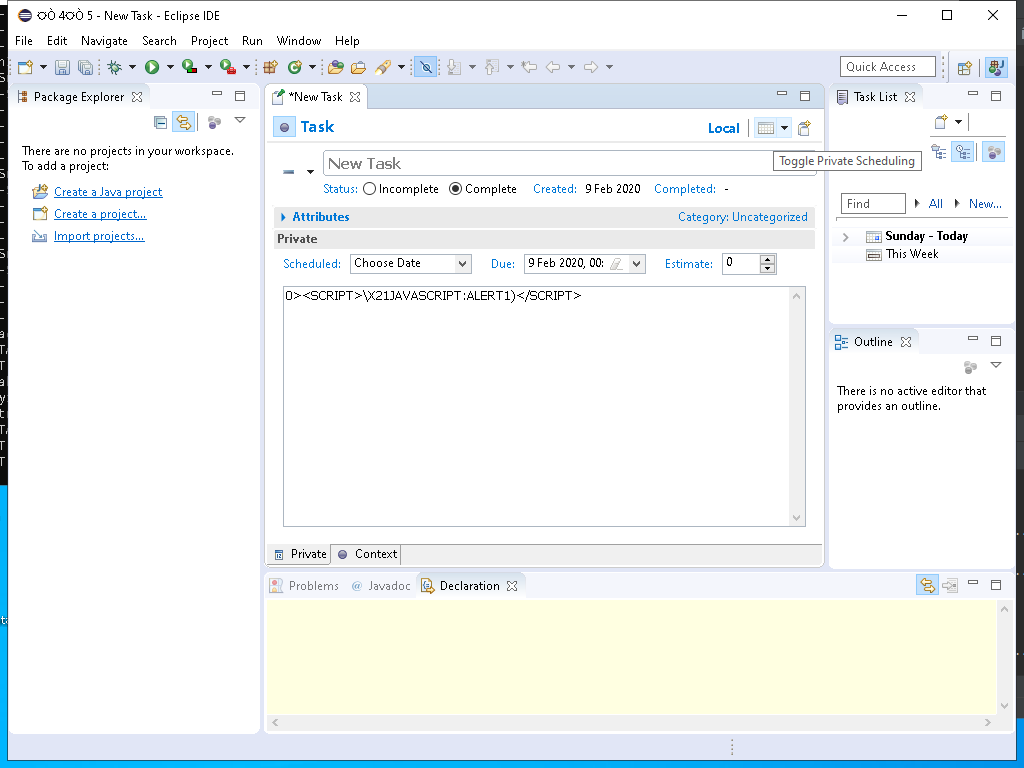 ƠÒ 4ƠÒ 5 - New Task - Eclipse IDE
File Edit Navigate Search Project Run Window Help
Quick Access
Package Explorer
There are no projects in your workspace.
To add a project:
Create a Java project
Create a project...
Import projects...
*New Task
Task
Local
New Task
Toggle Private Scheduling
Status: Incomplete Complete Created: 9 Feb 2020 Completed: -
Attributes Category: Uncategorized
Private
Scheduled: Choose Date Due: 9 Feb 2020, 00: Estimate: 0
0><SCRIPT>\X21JAVASCRIPT:ALERT1)</SCRIPT>
Private Context
Task List
Find All New...
Sunday - Today
This Week
Outline
There is no active editor that
provides an outline.
Problems @ Javadoc Declaration